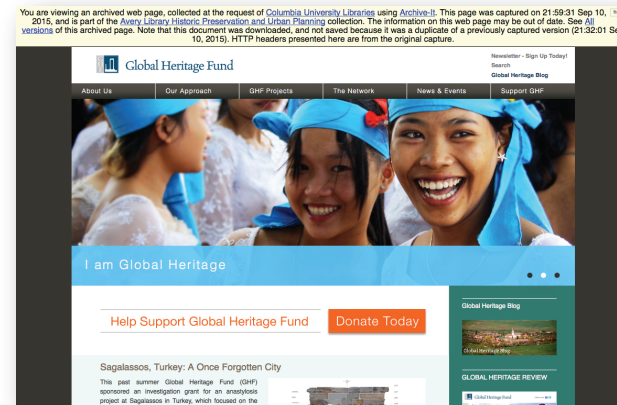 You are viewing an archived web page, collected at the request of Columbia University Libraries using Archive-It. This page was captured on 21:59:31 Sep 10,
2015, and is part of the Avery Library Historic Preservation and Urban Planning collection. The information on this web page may be out of date. See All
versions of this archived page. Note that this document was downloaded, and not saved because it was a duplicate of a previously captured version (21:32:01 Se
10, 2015). HTTP headers presented here are from the original capture.
Newsletter - Sign Up Today!
Global Heritage Fund
Search
Global Heritage Blog
About Us Our Approach GHF Projects The Network News & Events Support GHF
I am Global Heritage
Global Heritage Blog
Help Support Global Heritage Fund Donate Today
Global Heritage Blog
Sagalassos, Turkey: A Once Forgotten City
GLOBAL HERITAGE REVIEW
This past summer Global Heritage Fund (GHF)
sponsored an investigation grant for an anastylosis
project at Sagalassos in Turkey, which focused on the
Global Heritage Fund